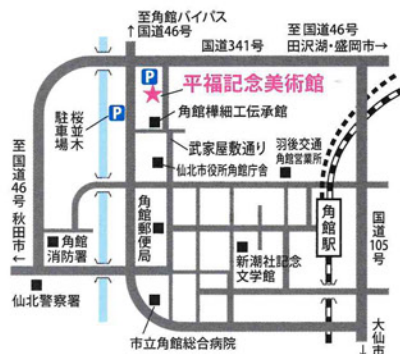 至角館バイパス
国道46号
至国道46号
田沢湖・盛岡市→
国道341号
P
平福記念美術館
P
桜並木
駐車場
角館樺細工伝承館
武家屋敷通り
羽後交通
角館営業所
仙北市役所角館庁舎
至国道46号 秋田市
←
角館
消防署
角館郵便局
角館駅
国道105号
新潮社記念
文学館
仙北警察署
市立角館総合病院
大仙市
↓